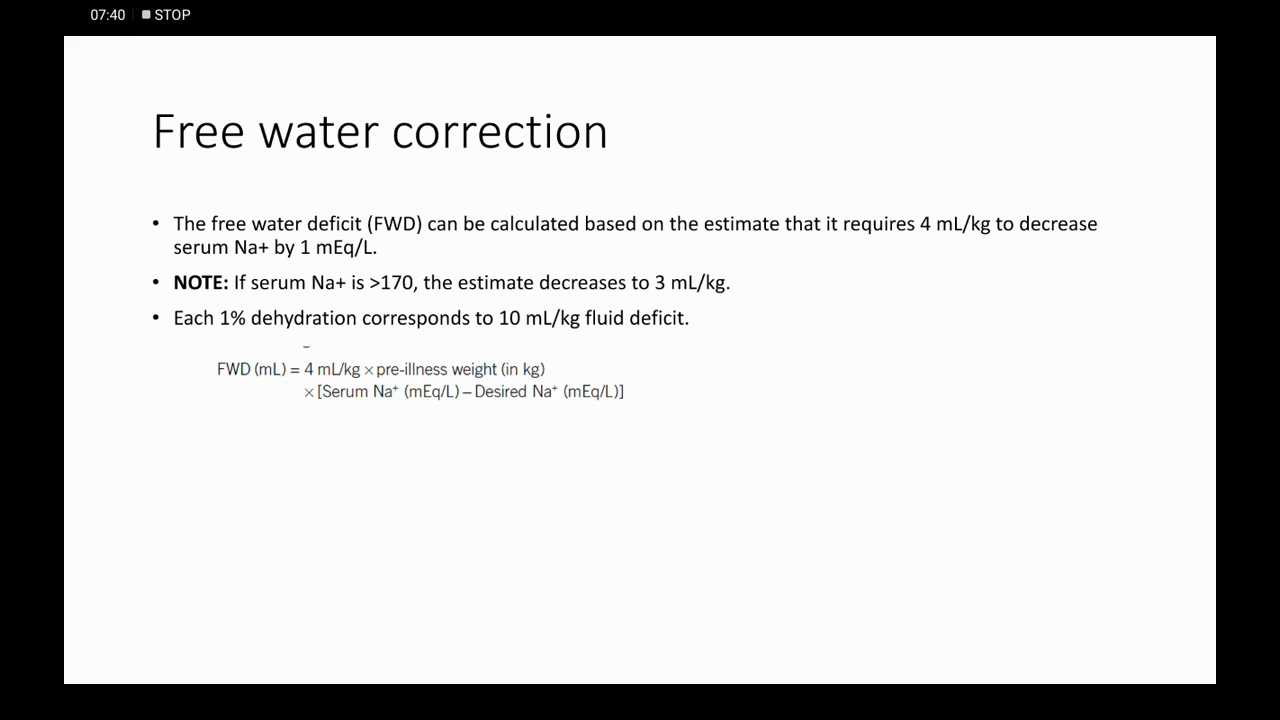 07:40 STOP
Free water correction
• The free water deficit (FWD) can be calculated based on the estimate that it requires 4 mL/kg to decrease
serum Na+ by 1 mEq/L.
• NOTE: If serum Na+ is >170, the estimate decreases to 3 mL/kg.
• Each 1% dehydration corresponds to 10 mL/kg fluid deficit.
FWD (mL) = 4 mL/kg × pre-illness weight (in kg)
× [Serum Na⁺ (mEq/L) – Desired Na⁺ (mEq/L)]